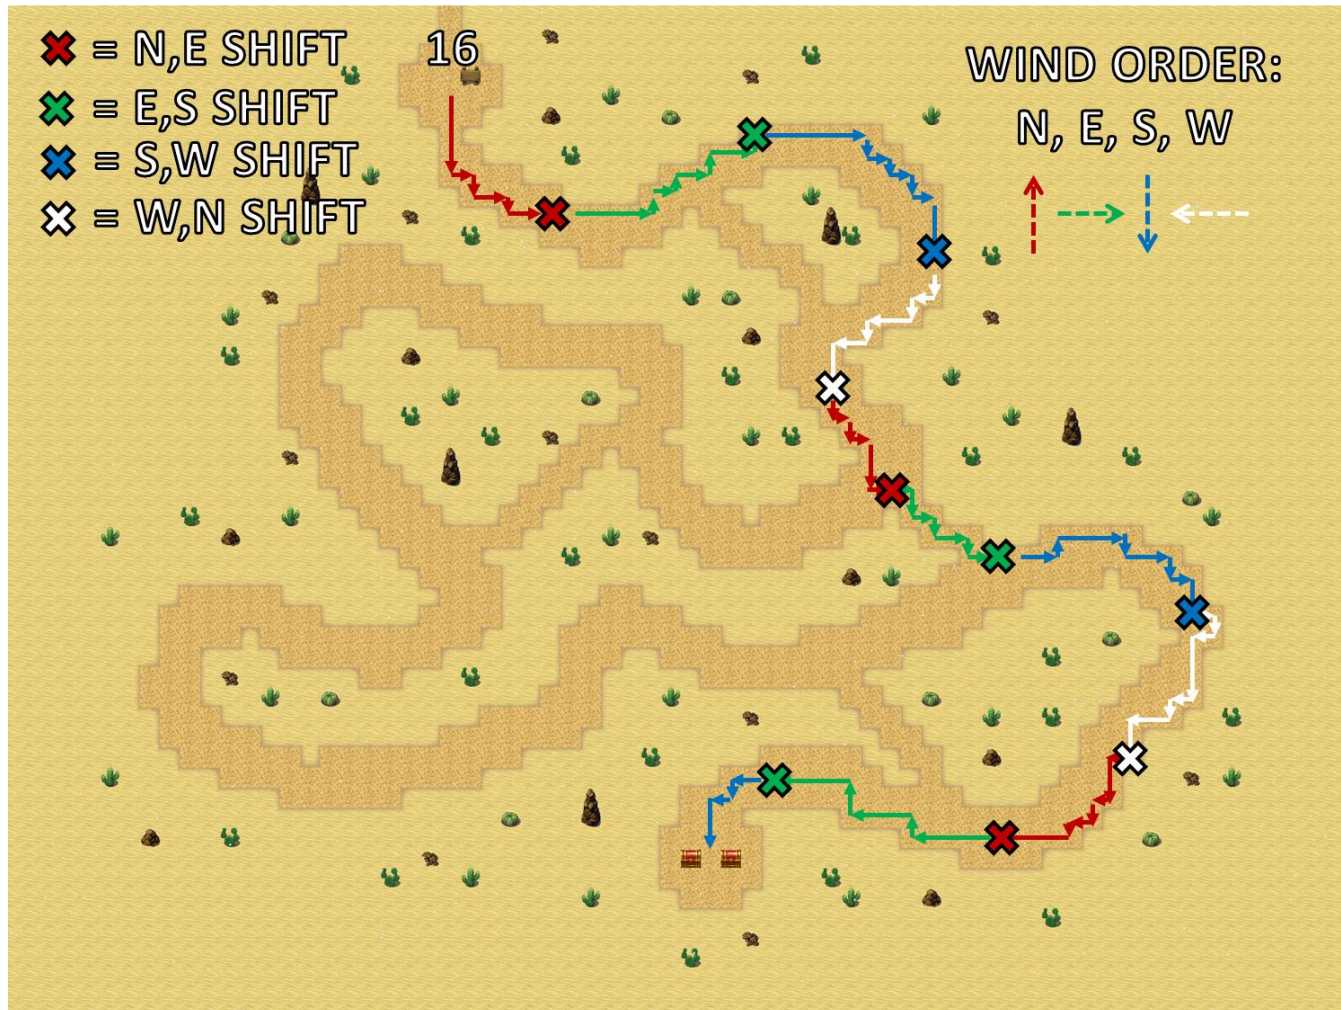 = N,E SHIFT
16
= E,S SHIFT
= S,W SHIFT
= W,N SHIFT
WIND ORDER:
N, E, S, W